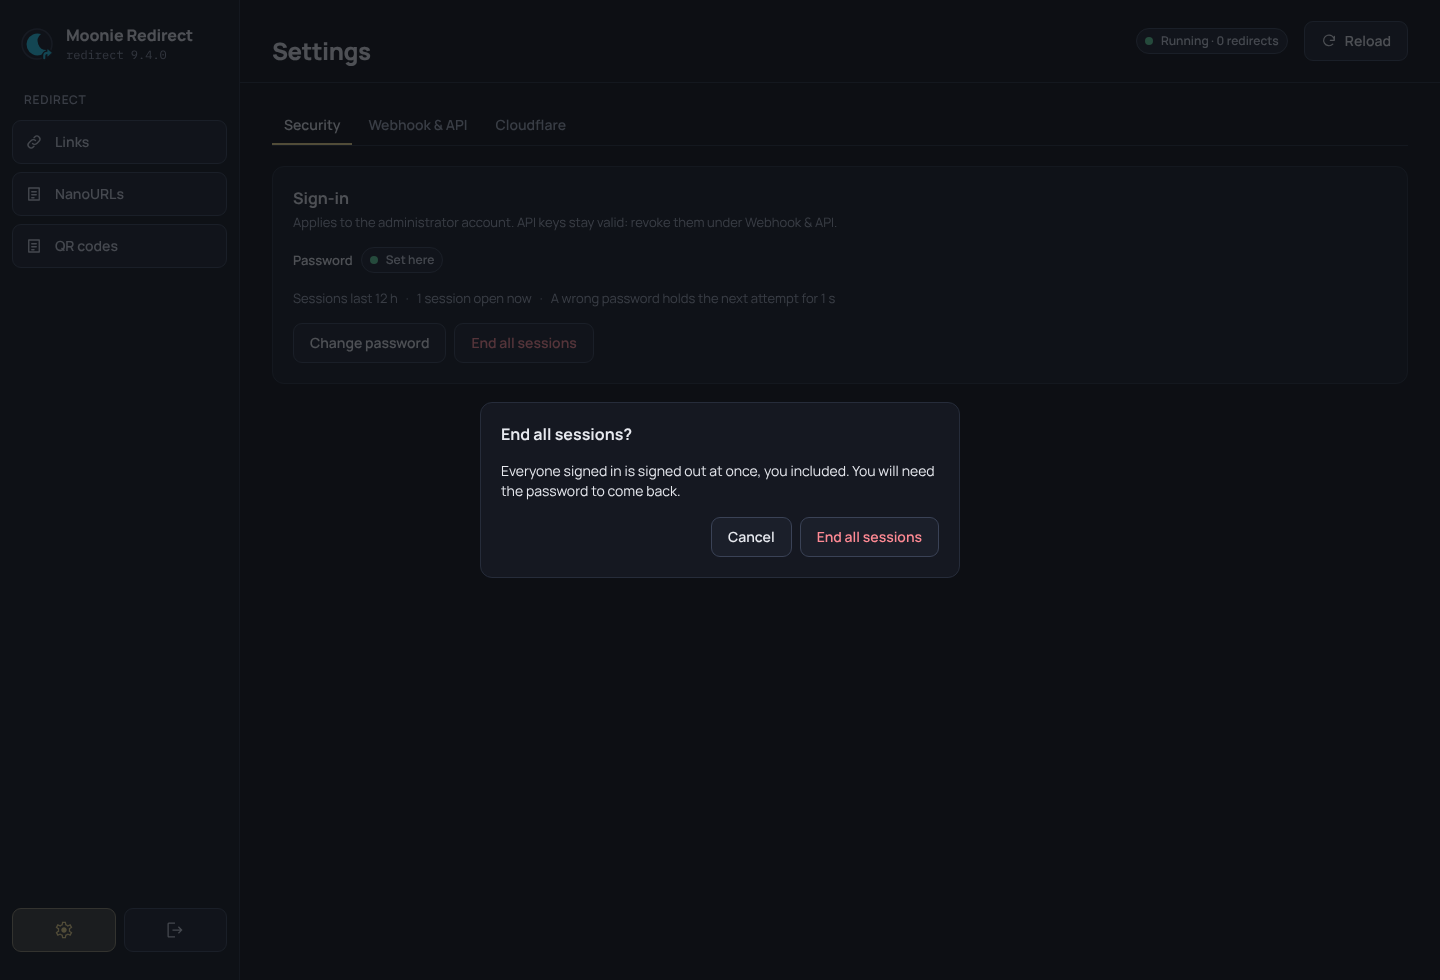 Moonie Redirect
redirect 9.4.0
REDIRECT
Links
NanoURLs
QR codes
Settings
Running · 0 redirects
Reload
Security
Webhook & API
Cloudflare
Sign-in
Applies to the administrator account. API keys stay valid: revoke them under Webhook & API.
Password
Set here
Sessions last 12 h · 1 session open now · A wrong password holds the next attempt for 1 s
Change password
End all sessions
End all sessions?
Everyone signed in is signed out at once, you included. You will need
the password to come back.
Cancel
End all sessions